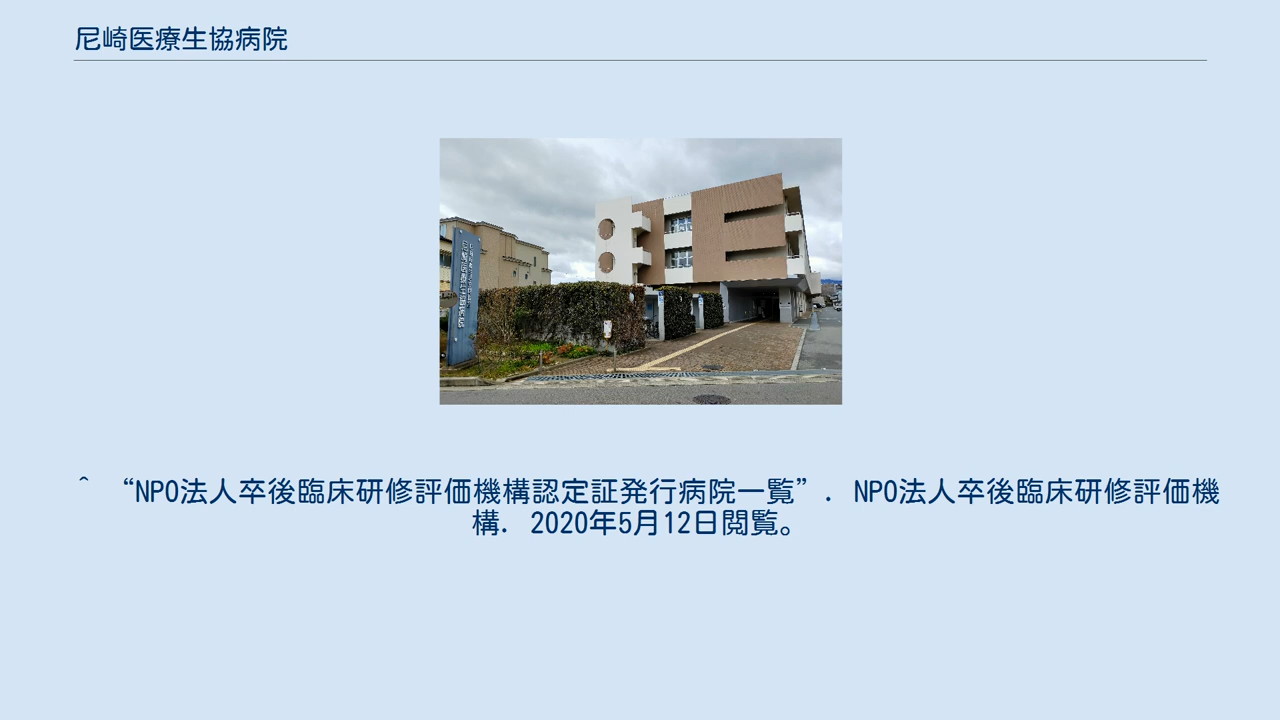 尼崎医療生協病院
^ “NPO法人卒後臨床研修評価機構認定証発行病院一覧”. NPO法人卒後臨床研修評価機
構. 2020年5月12日閲覧。